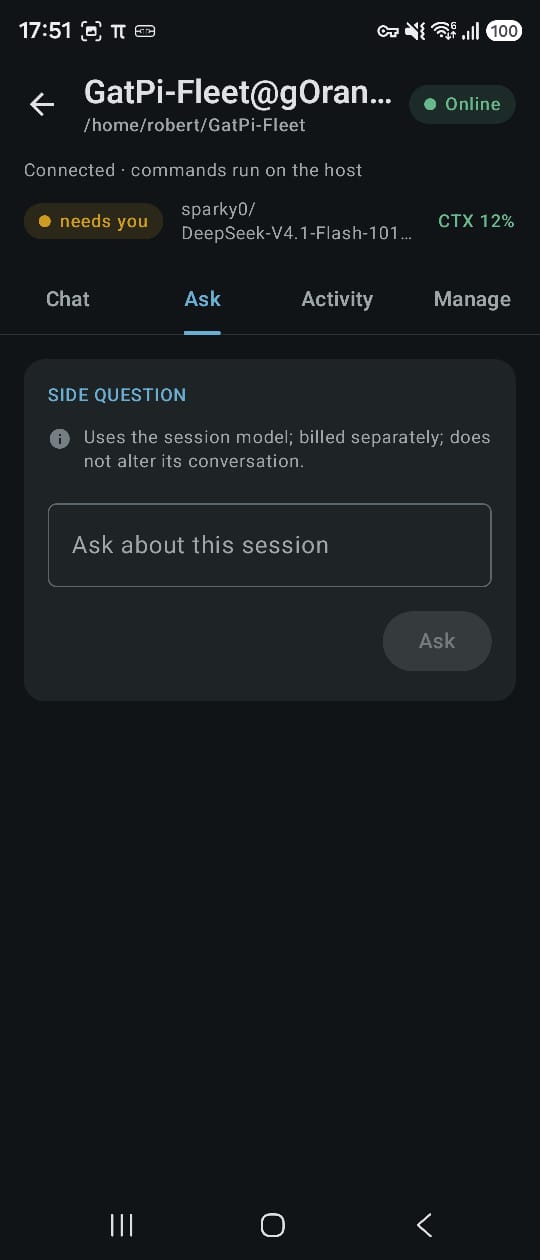 17:51 π 6 100
GatPi-Fleet@gOran...
/home/robert/GatPi-Fleet
Online
Connected · commands run on the host
needs you
sparky0/
DeepSeek-V4.1-Flash-101...
CTX 12%
Chat Ask Activity Manage
SIDE QUESTION
Uses the session model; billed separately; does
not alter its conversation.
Ask about this session
Ask